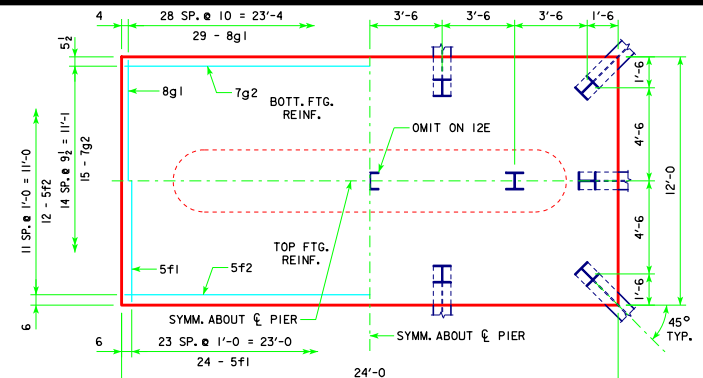 4 28 SP. @ 10 = 23'-4 3'-6 3'-6 3'-6 1'-6
29 - 8g1
5½
8g1 7g2
BOTT. FTG.
REINF.
1'-6
OMIT ON 12E
4'-6
11 SP. @ 1'-0 = 11'-0
12 - 5f2
14 SP. @ 9½ = 11'-1
15 - 7g2
12'-0
4'-6
TOP FTG.
REINF.
5f1 5f2
1'-6
6
SYMM. ABOUT ℄ PIER
SYMM. ABOUT ℄ PIER
45°
TYP.
6 23 SP. @ 1'-0 = 23'-0
24 - 5f1
24'-0